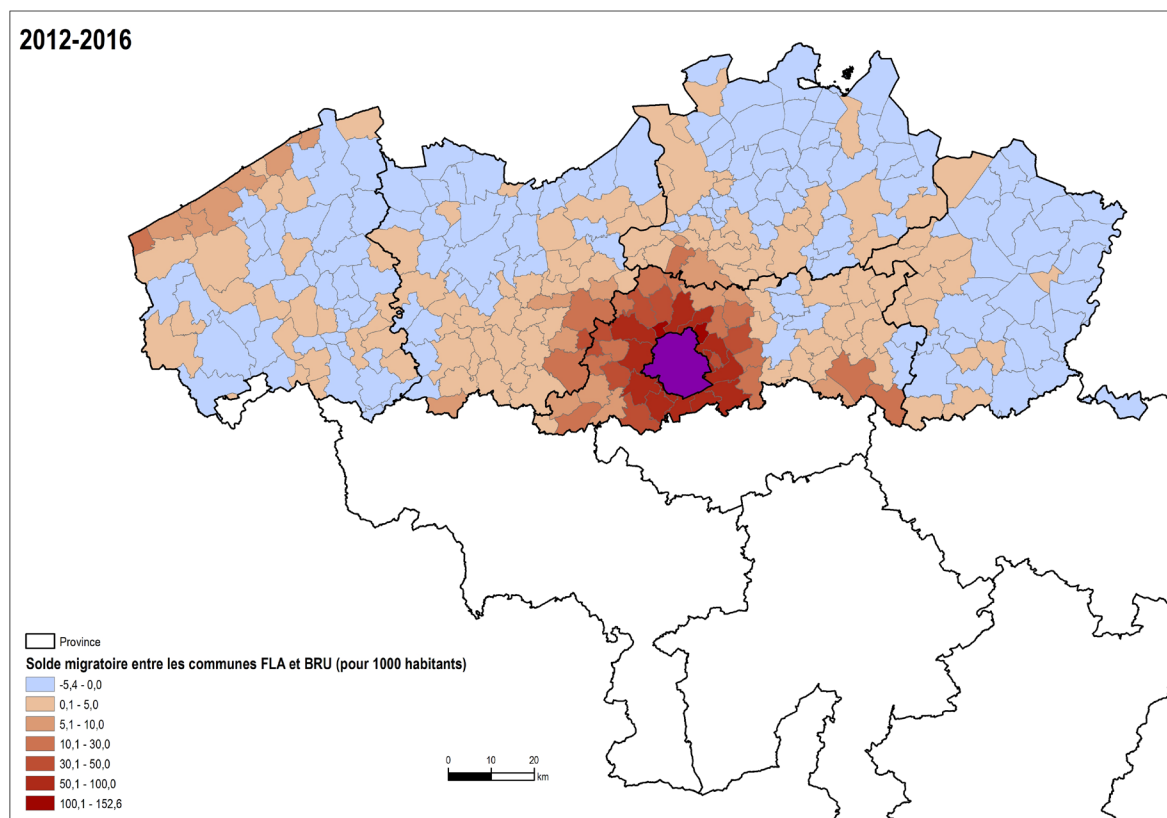 2012-2016
Province
Solde migratoire entre les communes FLA et BRU (pour 1000 habitants)
-5,4 - 0,0
0,1 - 5,0
5,1 - 10,0
10,1 - 30,0
30,1 - 50,0
50,1 - 100,0
100,1 - 152,6
0 10 20
km